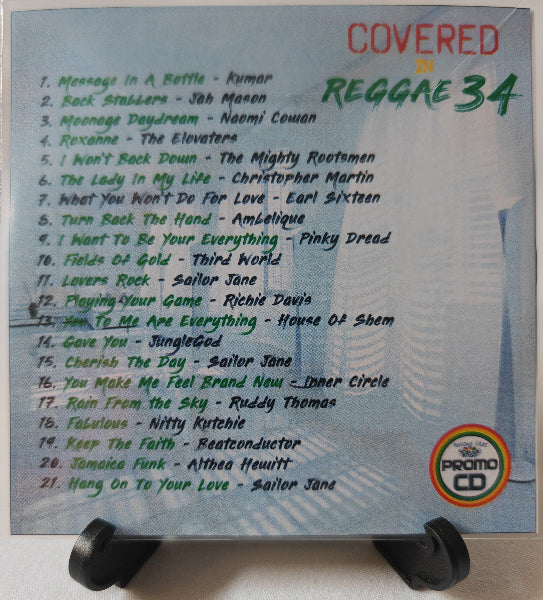 COVERED
IN
REGGAE 34
1. Message In A Bottle - Kumar
2. Back Stabbers - Jah Mason
3. Moonage Daydream - Naomi Cowan
4. Roxanne - The Elovaters
5. I Won't Back Down - The Mighty Rootsmen
6. The Lady In My Life - Christopher Martin
7. What You Won't Do For Love - Earl Sixteen
8. Turn Back The Hand - Ambelique
9. I Want To Be Your Everything - Pinky Dread
10. Fields Of Gold - Third World
11. Lovers Rock - Sailor Jane
12. Playing Your Game - Richie Davis
13. You To Me Are Everything - House Of Shem
14. Gave You - JungleGod
15. Cherish The Day - Sailor Jane
16. You Make Me Feel Brand New - Inner Circle
17. Rain From the Sky - Ruddy Thomas
18. Fabulous - Nitty Kutchie
19. Keep The Faith - Beatconductor
20. Jamaica Funk - Althea Hewitt
21. Hang On To Your Love - Sailor Jane
PROMO
CD